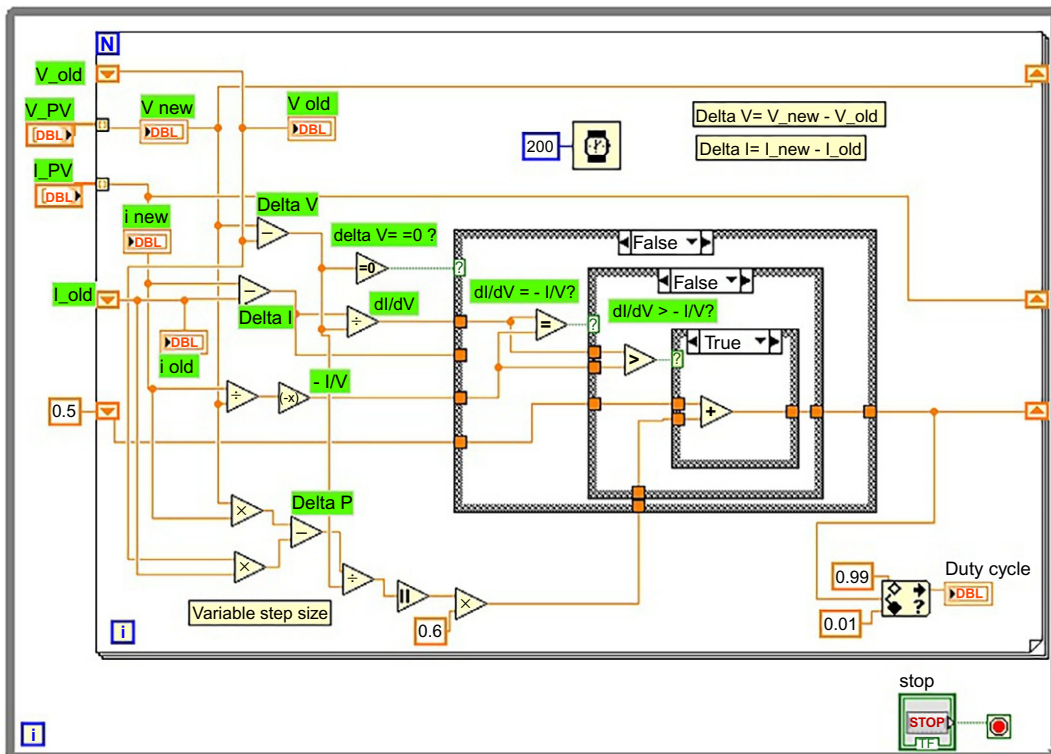 N
V_old
V_PV
DBL
V new
DBL
V old
DBL
Delta V= V_new - V_old
200
Delta I= I_new - I_old
I_PV
DBL
i new
DBL
Delta V
−
delta V= =0 ?
=0
?
False
False
I_old
−
Delta I
dI/dV
÷
dI/dV = - I/V?
=
?
dI/dV > - I/V?
>
?
True
DBL
i old
- I/V
÷
(-x)
0.5
+
×
Delta P
−
×
÷
||
×
0.6
Variable step size
i
0.99
0.01
?
Duty cycle
DBL
stop
STOP
TF
i